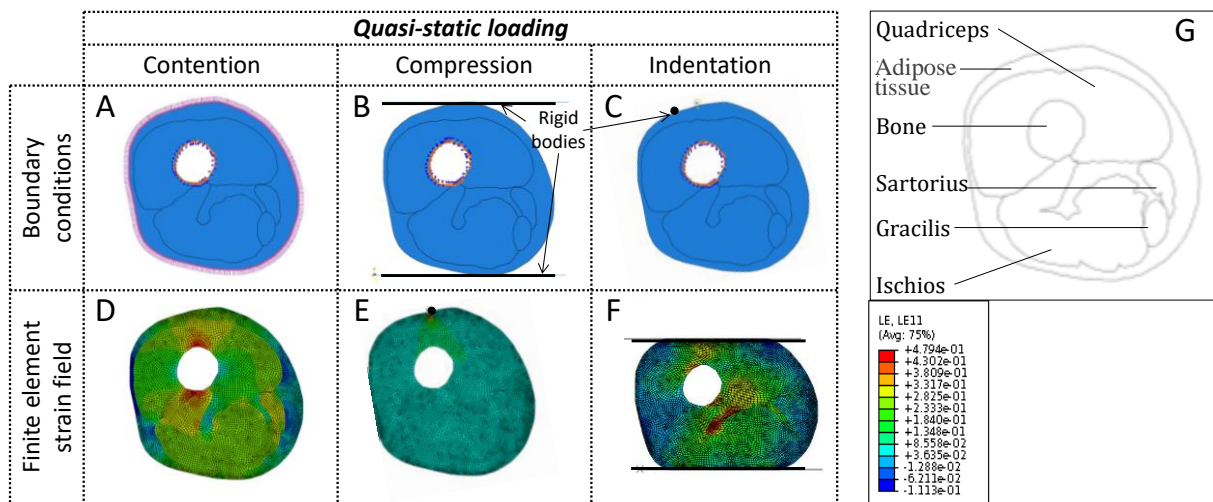 Quasi-static loading
Contention
Compression
Indentation
Boundary
conditions
A
B
C
Rigid
bodies
Finite element
strain field
D
E
F
G
Quadriceps
Adipose
tissue
Bone
Sartorius
Gracilis
Ischios
LE, LE11
(Avg: 75%)
+4.794e-01
+4.302e-01
+3.809e-01
+3.317e-01
+2.825e-01
+2.333e-01
+1.840e-01
+1.348e-01
+8.558e-02
+3.635e-02
-1.288e-02
-6.211e-02
-1.113e-01